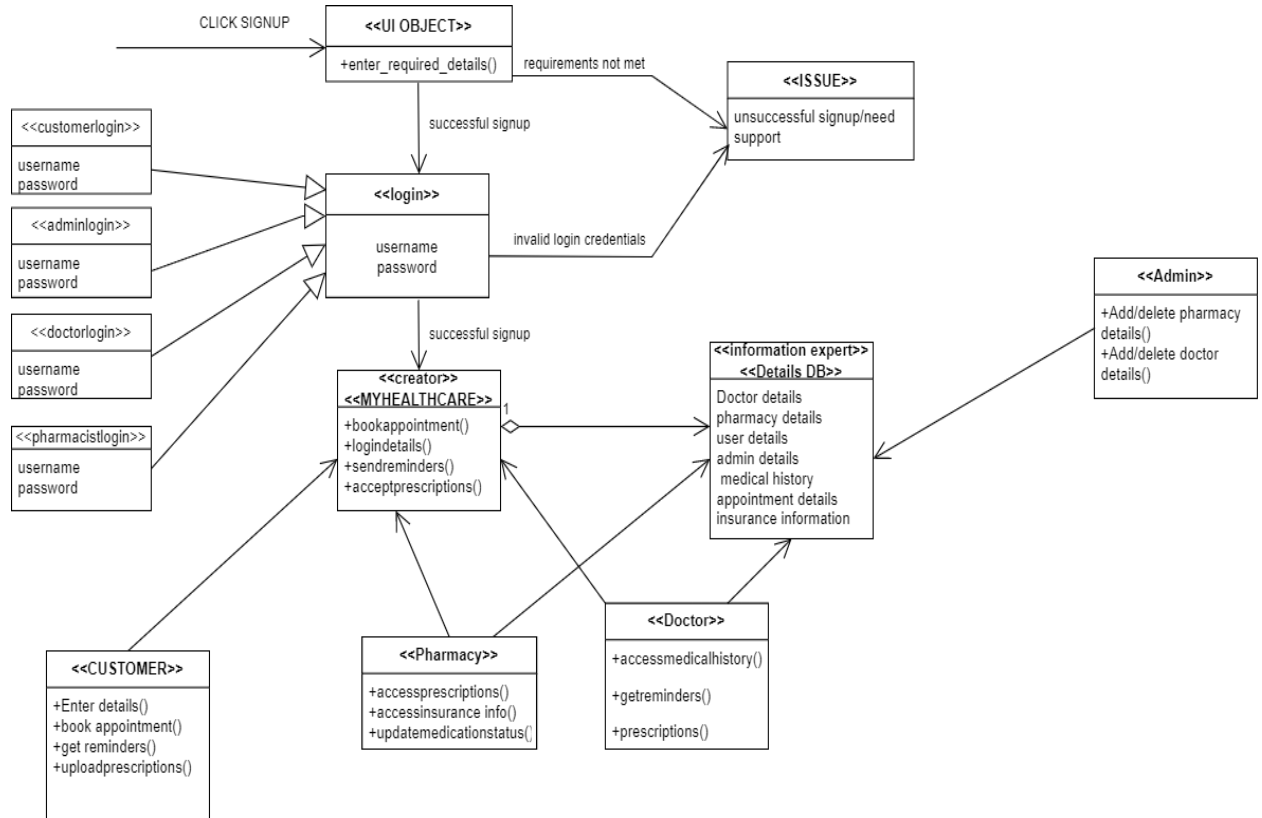 CLICK SIGNUP
<<UI OBJECT>>
+enter_required_details()
requirements not met
<<ISSUE>>
unsuccessful signup/need
support
successful signup
<<customerlogin>>
username
password
<<adminlogin>>
username
password
<<doctorlogin>>
username
password
<<pharmacistlogin>>
username
password
<<login>>
username
password
invalid login credentials
successful signup
<<creator>>
<<MYHEALTHCARE>>
+bookappointment()
+logindetails()
+sendreminders()
+acceptprescriptions()
1
<<information expert>>
<<Details DB>>
Doctor details
pharmacy details
user details
admin details
medical history
appointment details
insurance information
<<Admin>>
+Add/delete pharmacy
details()
+Add/delete doctor
details()
<<CUSTOMER>>
+Enter details()
+book appointment()
+get reminders()
+uploadprescriptions()
<<Pharmacy>>
+accessprescriptions()
+accessinsurance info()
+updatemedicationstatus()
<<Doctor>>
+accessmedicalhistory()
+getreminders()
+prescriptions()